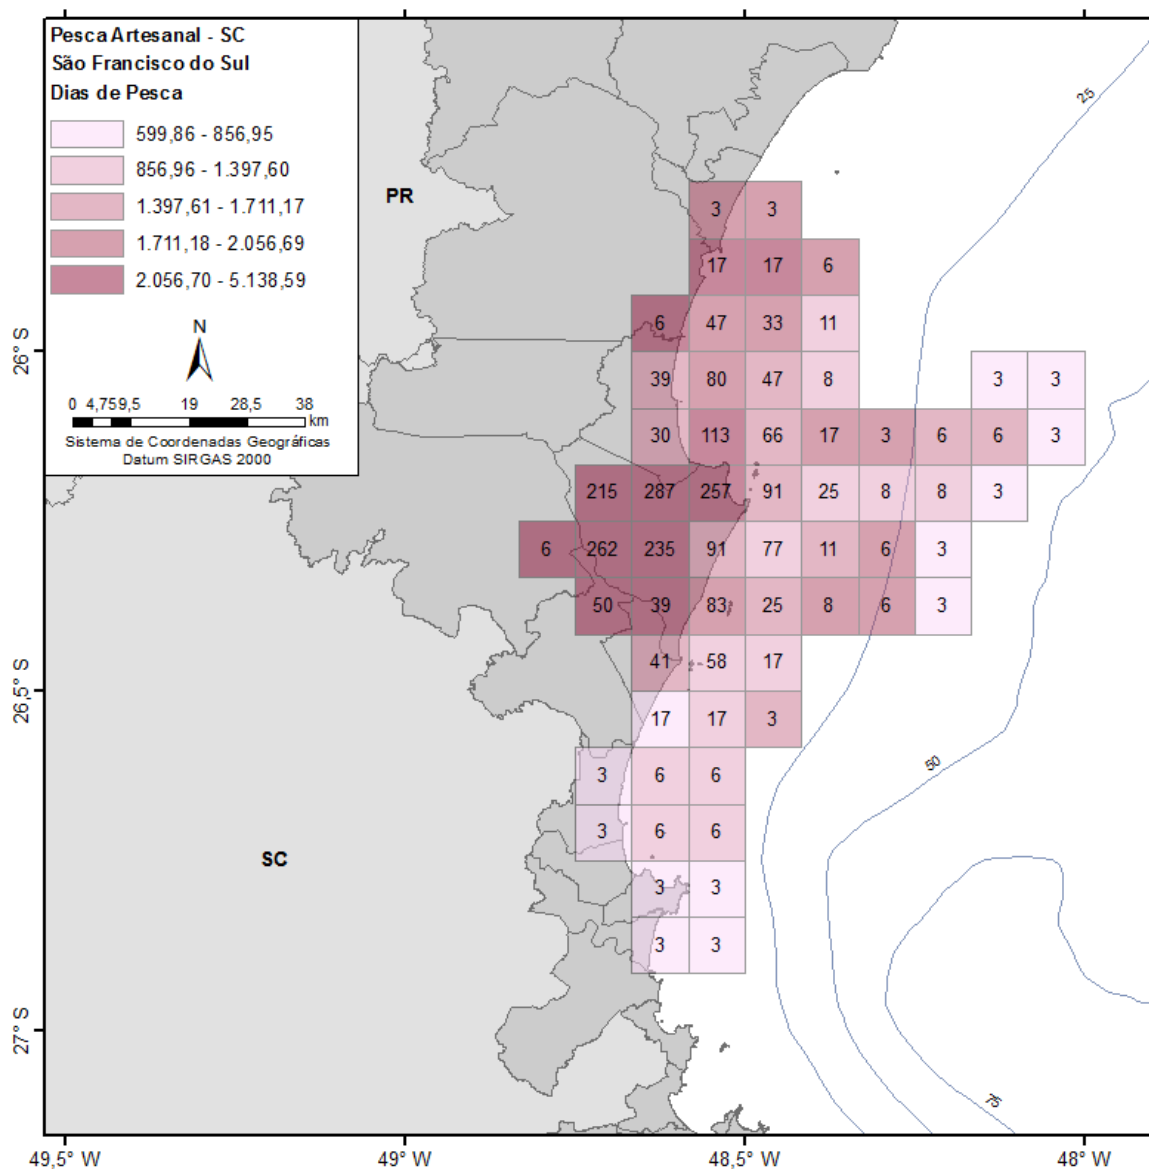 Pesca Artesanal - SC
São Francisco do Sul
Dias de Pesca
599,86 - 856,95
856,96 - 1.397,60
1.397,61 - 1.711,17
1.711,18 - 2.056,69
2.056,70 - 5.138,59
N
0 4,75 9,5 19 28,5 38
km
Sistema de Coordenadas Geográficas
Datum SIRGAS 2000
25
PR
3 3
17 17 6
6 47 33 11
26° S
39 80 47 8 3 3
30 113 66 17 3 6 6 3
215 287 257 91 25 8 8 3
6 262 235 91 77 11 6 3
50 39 83 25 8 6 3
41 58 17
26,5° S
17 17 3
50
3 6 6
3 6 6
SC
3 3
3 3
27° S
75
49,5° W 49° W 48,5° W 48° W